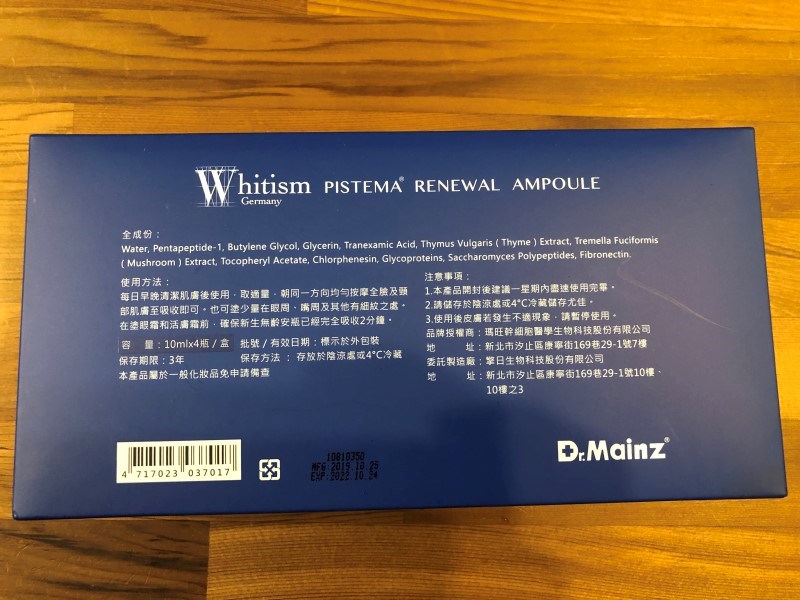 Whitism PISTEMA® RENEWAL AMPOULE
Germany
全成份：
Water, Pentapeptide-1, Butylene Glycol, Glycerin, Tranexamic Acid, Thymus Vulgaris ( Thyme ) Extract, Tremella Fuciformis
( Mushroom ) Extract, Tocopheryl Acetate, Chlorphenesin, Glycoproteins, Saccharomyces Polypeptides, Fibronectin.
使用方法：
每日早晚清潔肌膚後使用，取適量，朝同一方向均勻按摩全臉及頸
部肌膚至吸收即可。也可塗少量在眼周、嘴周及其他有細紋之處。
在塗眼霜和活膚霜前，確保新生無齡安瓶已經完全吸收2分鐘。
容 量：10mlx4瓶 / 盒 批號 / 有效日期：標示於外包裝
保存期限：3年 保存方法 ： 存放於陰涼處或4°C冷藏
本產品屬於一般化妝品免申請備查
注意事項：
1.本產品開封後建議一星期內盡速使用完畢。
2.請儲存於陰涼處或4°C冷藏儲存尤佳。
3.使用後皮膚若發生不適現象，請暫停使用。
品牌授權商：瑪旺幹細胞醫學生物科技股份有限公司
地 址：新北市汐止區康寧街169巷29-1號7樓
委託製造廠：擎日生物科技股份有限公司
地 址：新北市汐止區康寧街169巷29-1號10樓、
10樓之3
4 717023 037017
10810350
MFG:2019.10.25
EXP:2022.10.24
Dr.Mainz®